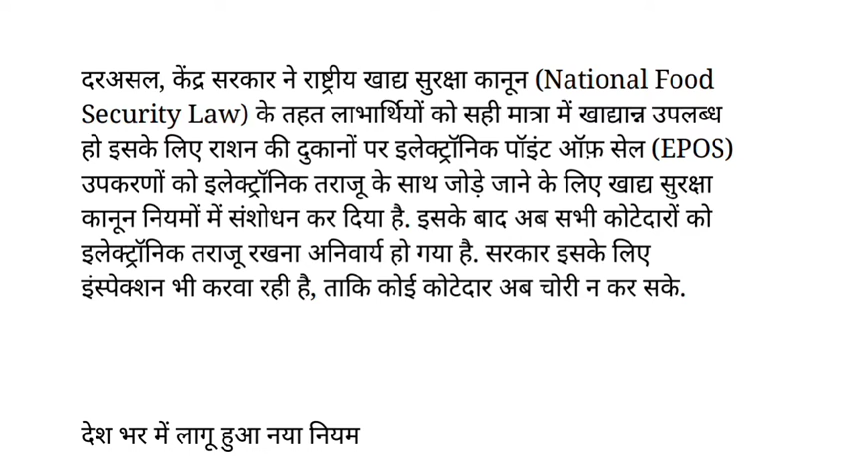 दरअसल, केंद्र सरकार ने राष्ट्रीय खाद्य सुरक्षा कानून (National Food
Security Law) के तहत लाभार्थियों को सही मात्रा में खाद्यान्न उपलब्ध
हो इसके लिए राशन की दुकानों पर इलेक्ट्रॉनिक पॉइंट ऑफ़ सेल (EPOS)
उपकरणों को इलेक्ट्रॉनिक तराजू के साथ जोड़े जाने के लिए खाद्य सुरक्षा
कानून नियमों में संशोधन कर दिया है. इसके बाद अब सभी कोटेदारों को
इलेक्ट्रॉनिक तराजू रखना अनिवार्य हो गया है. सरकार इसके लिए
इंस्पेक्शन भी करवा रही है, ताकि कोई कोटेदार अब चोरी न कर सके.
देश भर में लागू हुआ नया नियम